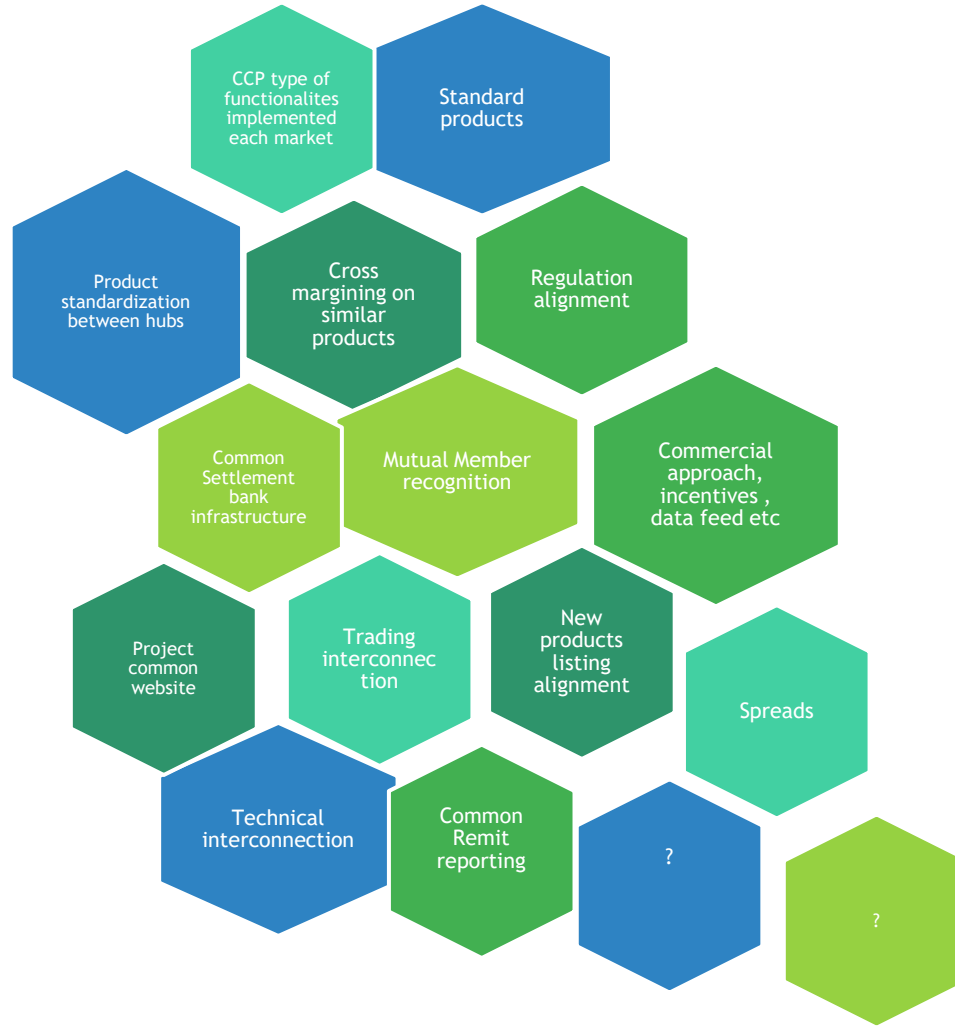 CCP type of
functionalites
implemented
each market
Standard
products
Product
standardization
between hubs
Cross
margining on
similar
products
Regulation
alignment
Common
Settlement
bank
infrastructure
Mutual Member
recognition
Commercial
approach,
incentives ,
data feed etc
Project
common
website
Trading
interconnec
tion
New
products
listing
alignment
Spreads
Technical
interconnection
Common
Remit
reporting
?
?